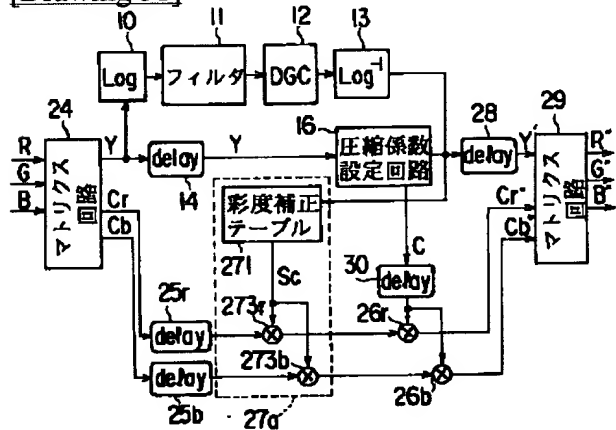 10
11
12
13
Log
フィルタ
DGC
Log⁻¹
24
16
28
29
R
G
B
マトリクス回路
Y
delay
14
Y
圧縮係数
設定回路
delay
Y"
マトリクス回路
R"
G"
B"
Cr
Cb
彩度補正
テーブル
271
C
Cr"
Cb"
30
delay
Sc
25r
delay
273r
26r
delay
25b
273b
26b
27a